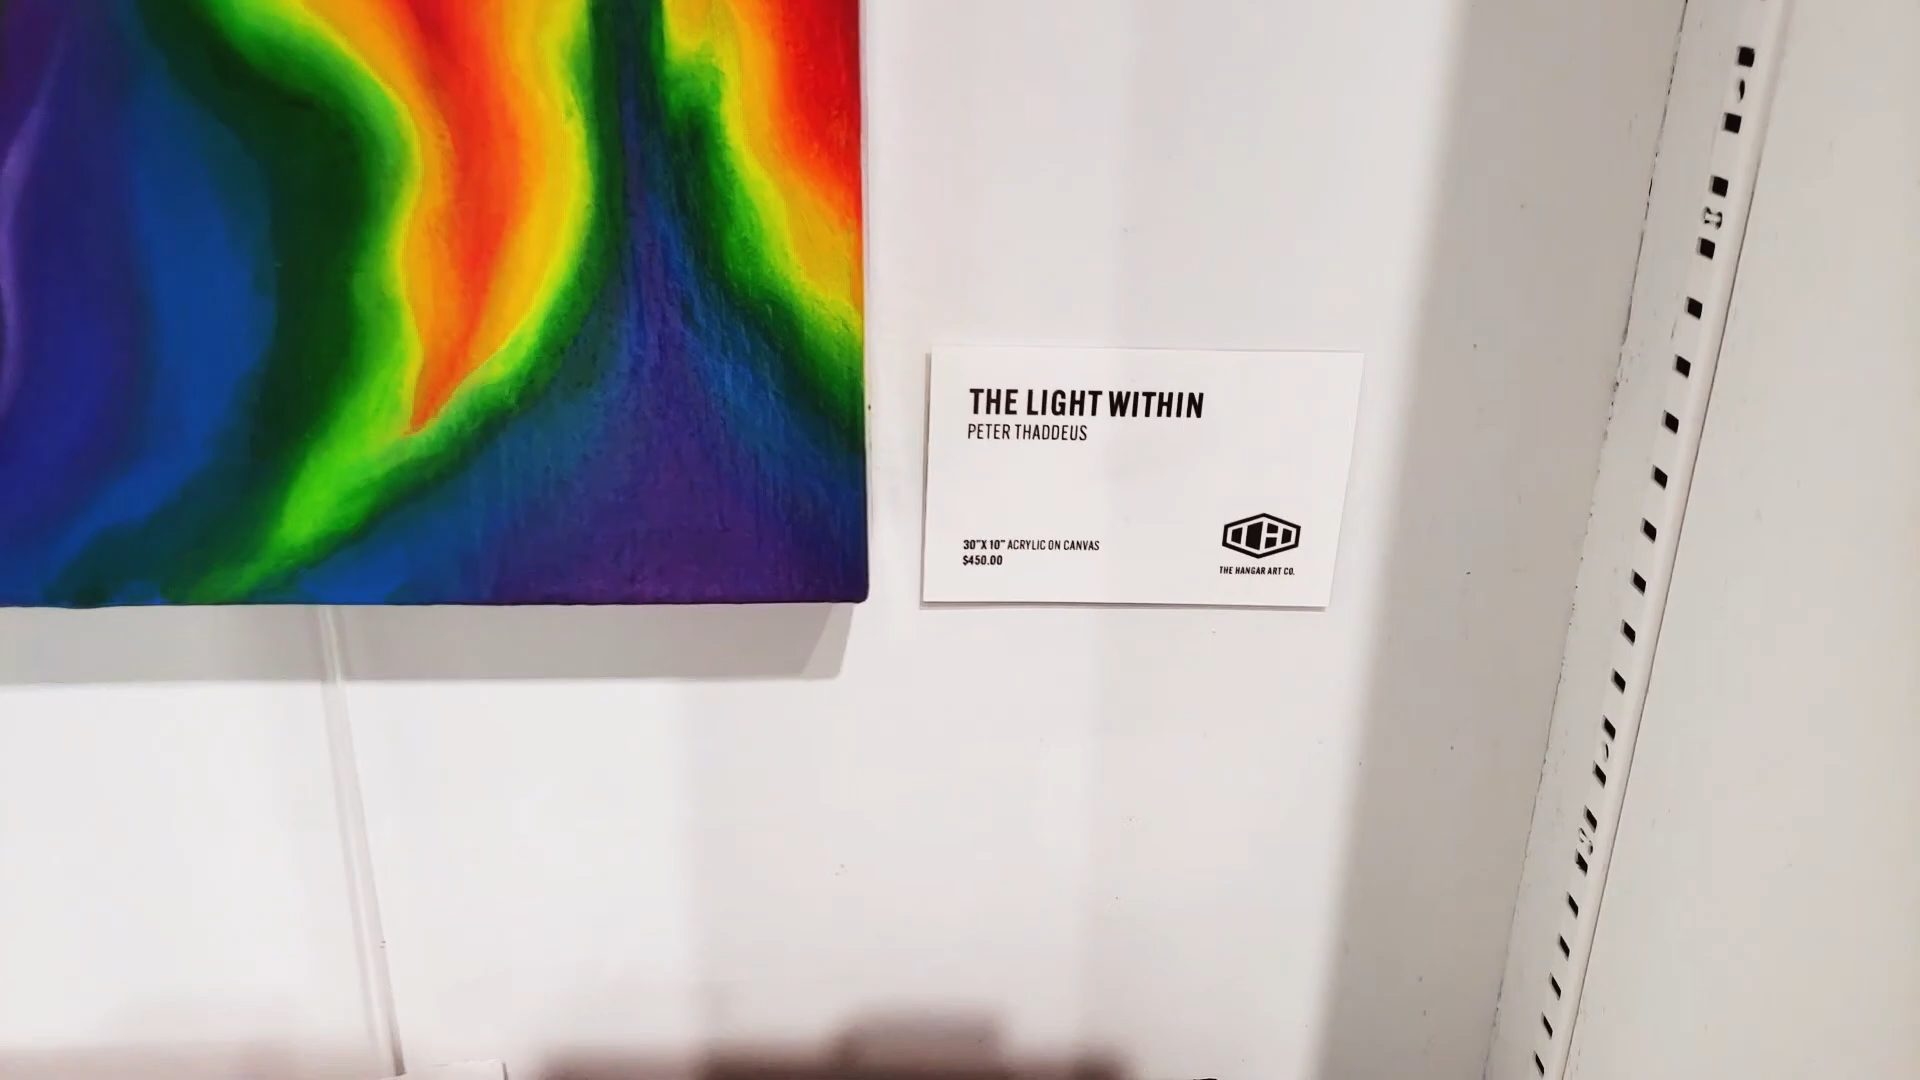 THE LIGHT WITHIN
PETER THADDEUS
30"X 10" ACRYLIC ON CANVAS
$450.00
THE HANGAR ART CO.